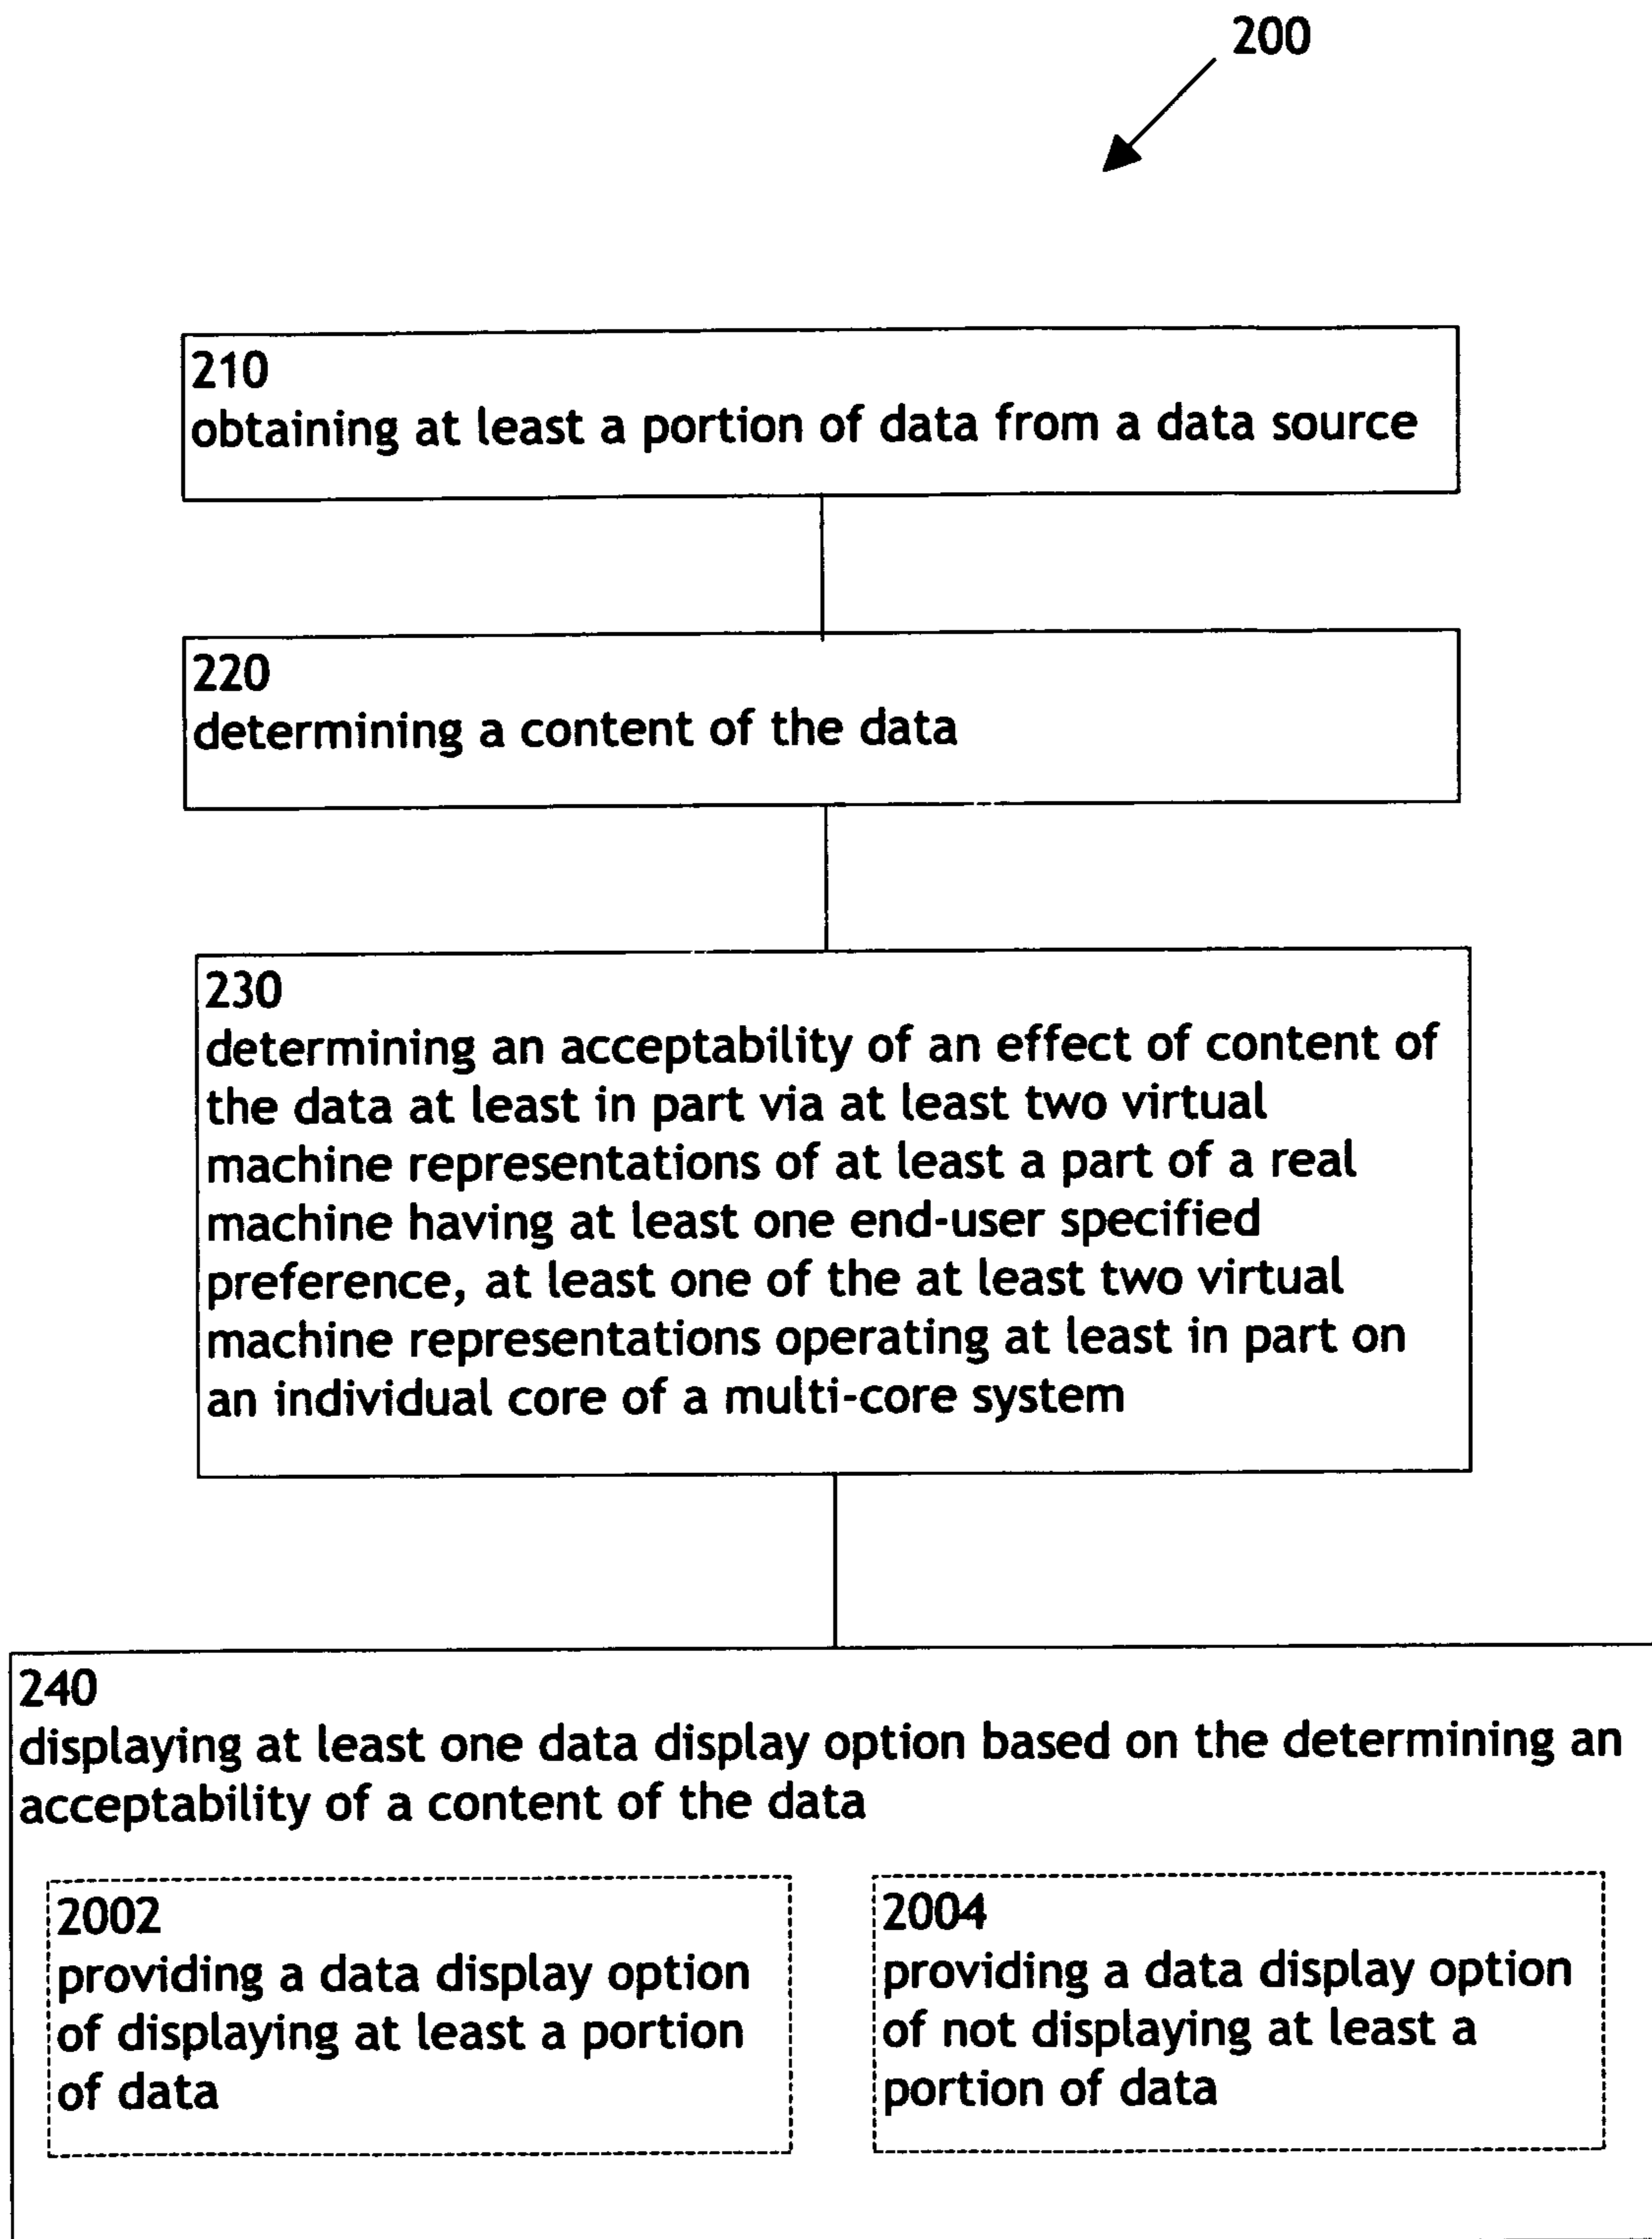 200
210
obtaining at least a portion of data from a data source
220
determining a content of the data
230
determining an acceptability of an effect of content of
the data at least in part via at least two virtual
machine representations of at least a part of a real
machine having at least one end-user specified
preference, at least one of the at least two virtual
machine representations operating at least in part on
an individual core of a multi-core system
240
displaying at least one data display option based on the determining an
acceptability of a content of the data
2002
providing a data display option
of displaying at least a portion
of data
2004
providing a data display option
of not displaying at least a
portion of data